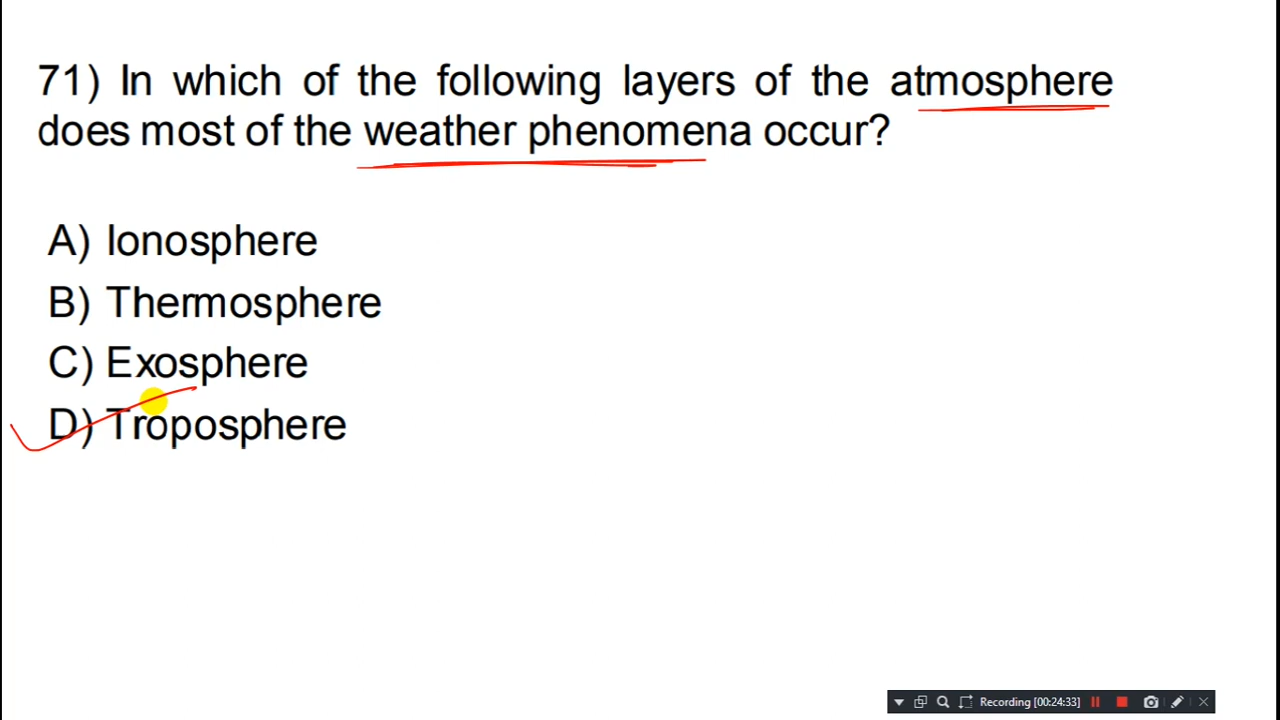 71) In which of the following layers of the atmosphere
does most of the weather phenomena occur?
A) Ionosphere
B) Thermosphere
C) Exosphere
D) Troposphere
Recording [00:24:33]